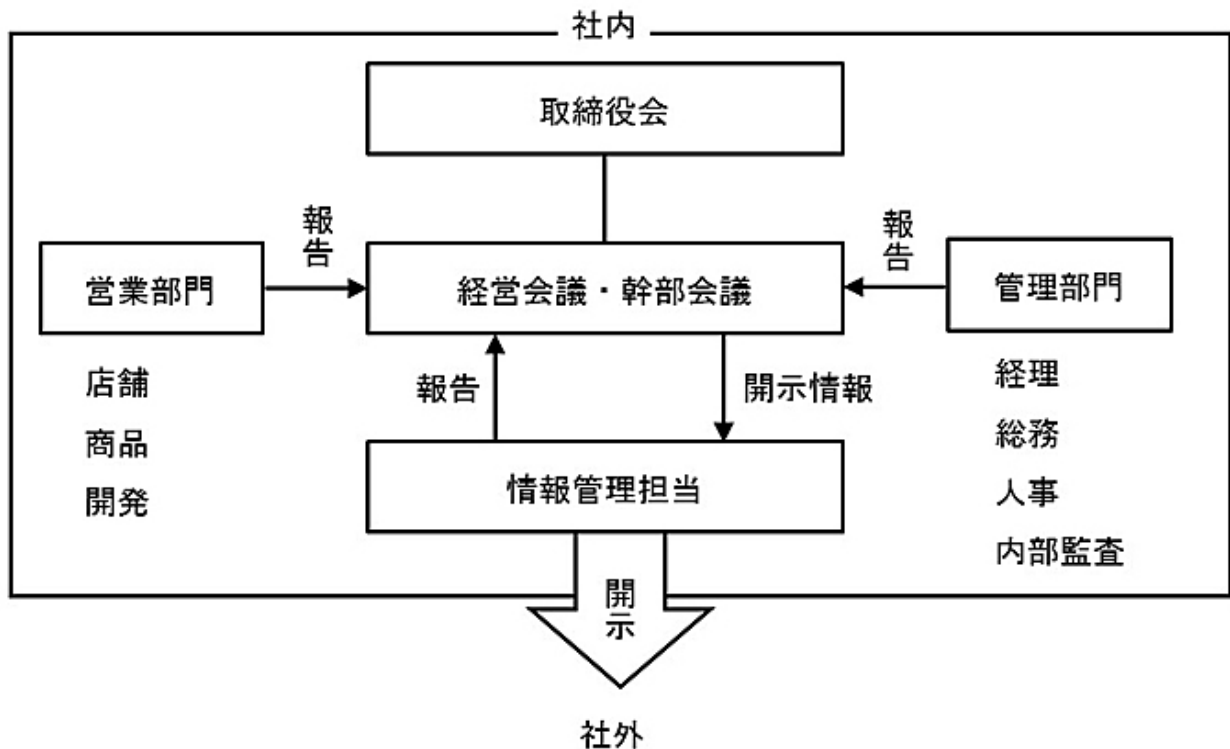 社内
取締役会
報告
報告
営業部門
経営会議・幹部会議
管理部門
店舗
商品
開発
報告
開示情報
経理
総務
人事
内部監査
情報管理担当
開示
社外